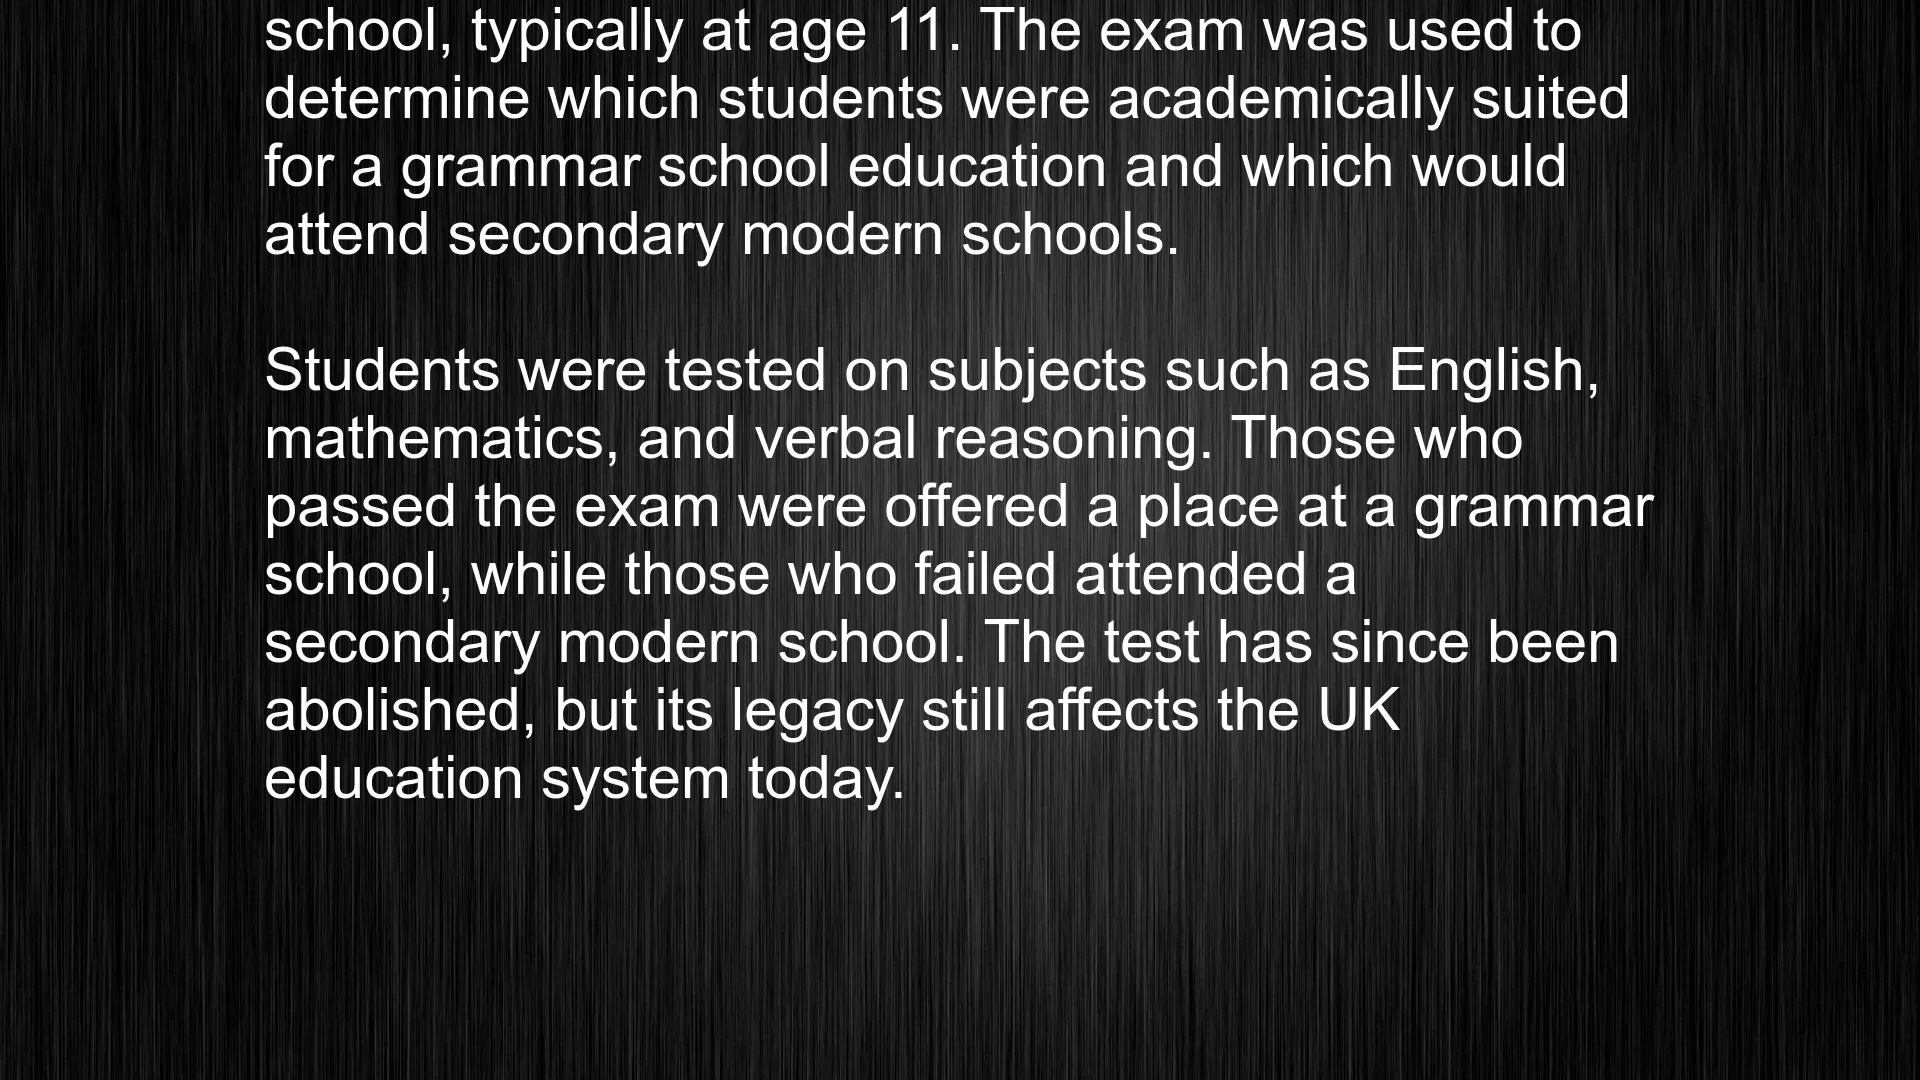 school, typically at age 11. The exam was used to
determine which students were academically suited
for a grammar school education and which would
attend secondary modern schools.
Students were tested on subjects such as English,
mathematics, and verbal reasoning. Those who
passed the exam were offered a place at a grammar
school, while those who failed attended a
secondary modern school. The test has since been
abolished, but its legacy still affects the UK
education system today.